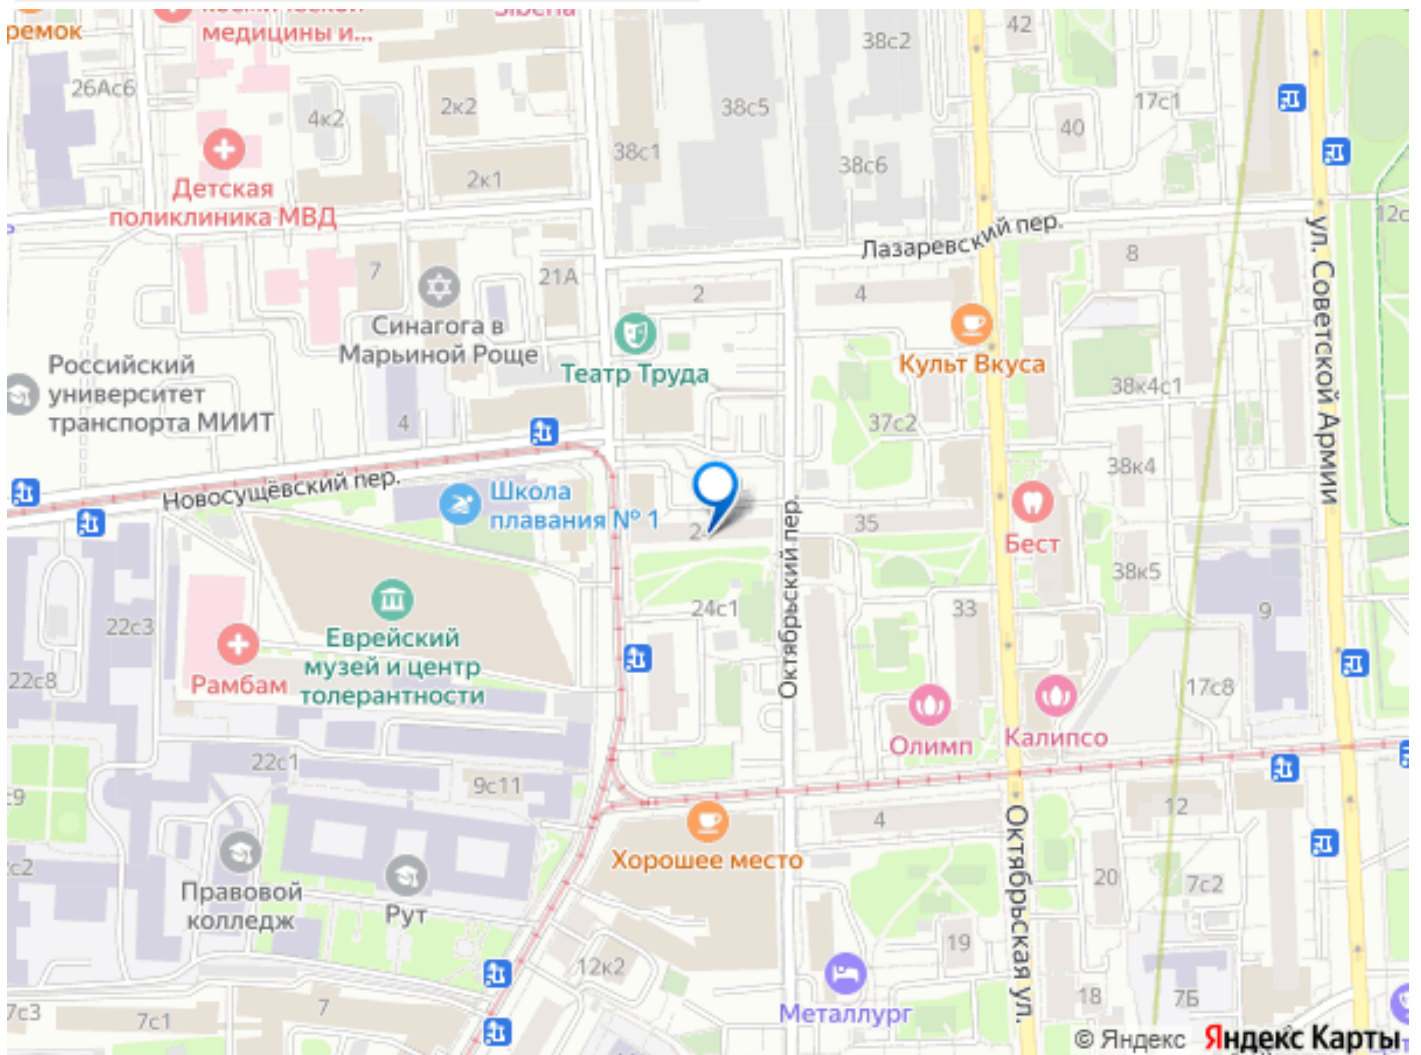 Siberia
ремок
медицины и...
42
38с2
26Ас6
2к2
4к2
38с5
17с1
40
38с1
38с6
2к1
Детская
поликлиника МВД
Лазаревский пер.
8
7
21А
2
4
Синагога в
Марьиной Роще
Театр Труда
Культ Вкуса
ул. Советской Армии
Российский
университет
транспорта МИИТ
4
38к4с1
37с2
38к4
Новосущёвский пер.
Школа
плавания № 1
35
Бест
38к5
Октябрьский пер.
24с1
33
9
22с3
Еврейский
музей и центр
толерантности
Рамбам
22с8
17с8
Олимп
Калипсо
22с1
9с11
12
4
Хорошее место
Октябрьская ул.
Правовой
колледж
Рут
20
7с2
19
12к2
Металлург
18
7Б
7с3
7с1
7
© Яндекс Яндекс Карты